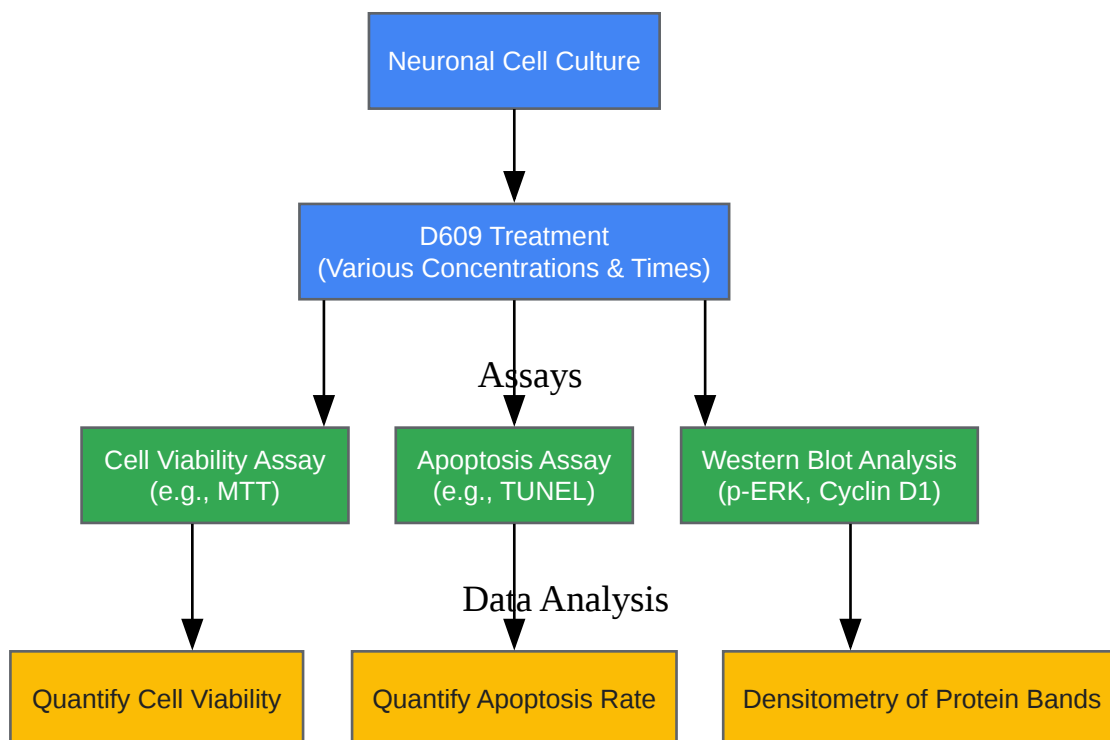 Neuronal Cell Culture
D609 Treatment
(Various Concentrations & Times)
Assays
Cell Viability Assay
(e.g., MTT)
Apoptosis Assay
(e.g., TUNEL)
Western Blot Analysis
(p-ERK, Cyclin D1)
Data Analysis
Quantify Cell Viability
Quantify Apoptosis Rate
Densitometry of Protein Bands